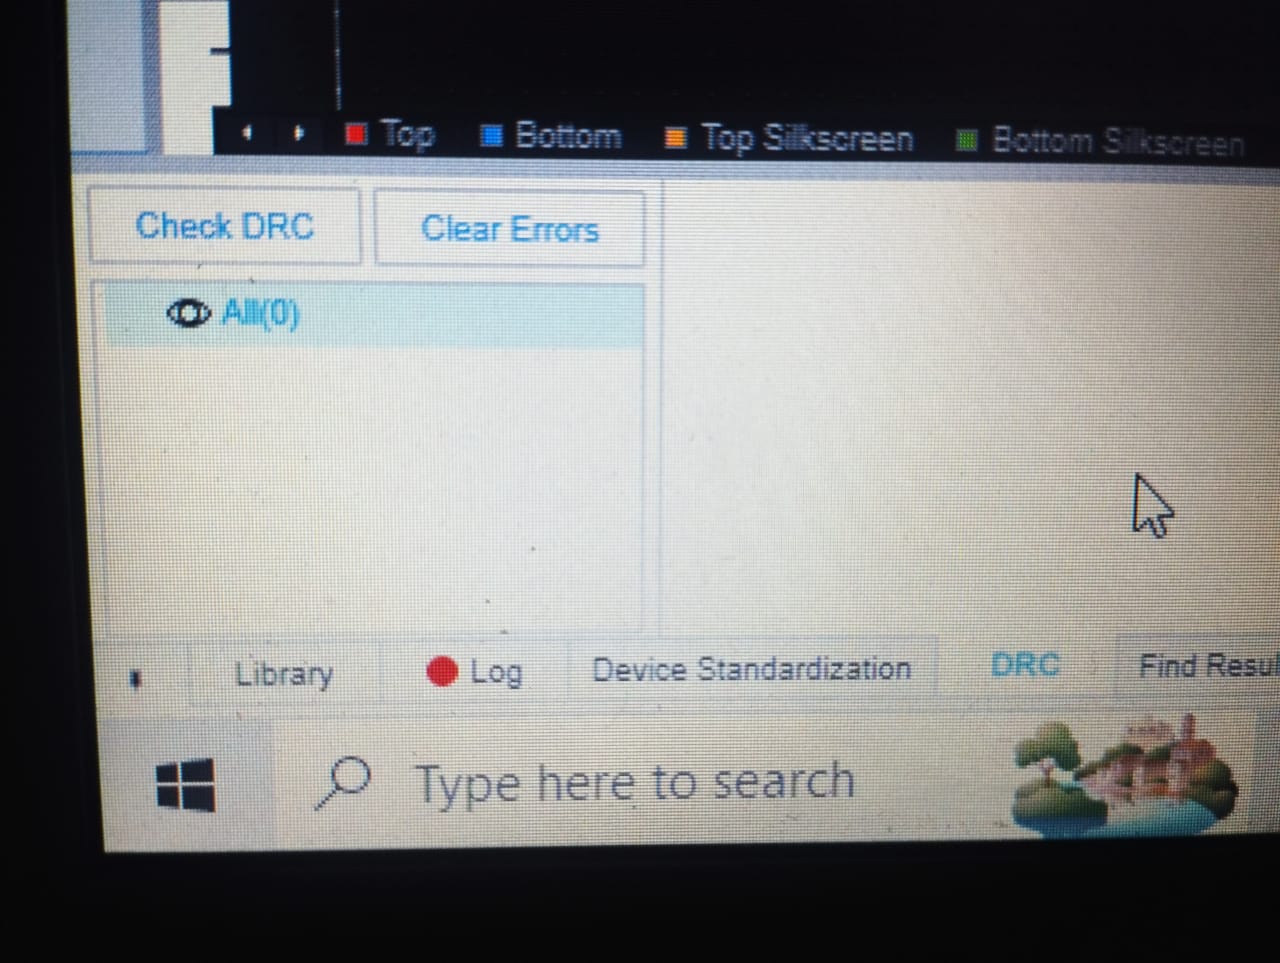 Top Bottom Top Silkscreen Bottom Silkscreen
Check DRC Clear Errors
All(0)
Library Log Device Standardization DRC Find Resul
Type here to search